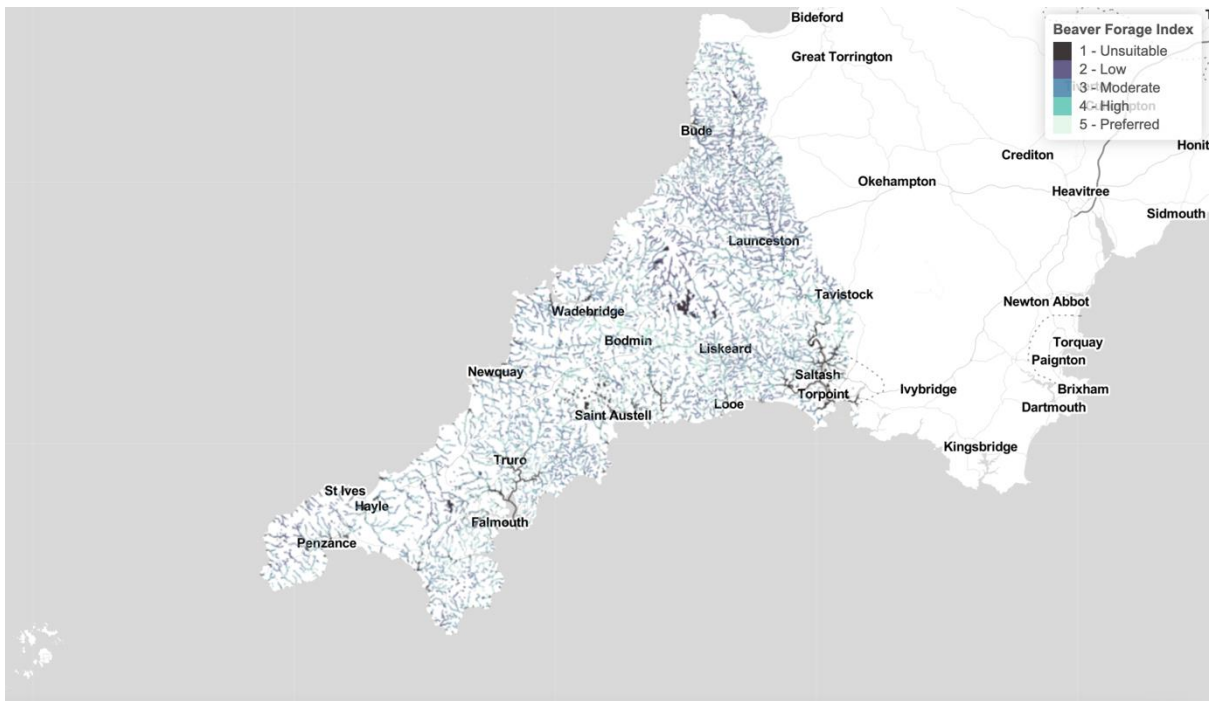 Bideford
Great Torrington
Beaver Forage Index
1 - Unsuitable
2 - Low
3 - Moderate
4 - High
5 - Preferred
Bude
Crediton
Honit
Okehampton
Heavitree
Sidmouth
Launceston
Tavistock
Newton Abbot
Wadebridge
Bodmin
Liskeard
Torquay
Paignton
Newquay
Saltash
Ivybridge
Brixham
Torpoint
Looe
Dartmouth
Saint Austell
Kingsbridge
Truro
St Ives
Hayle
Falmouth
Penzance